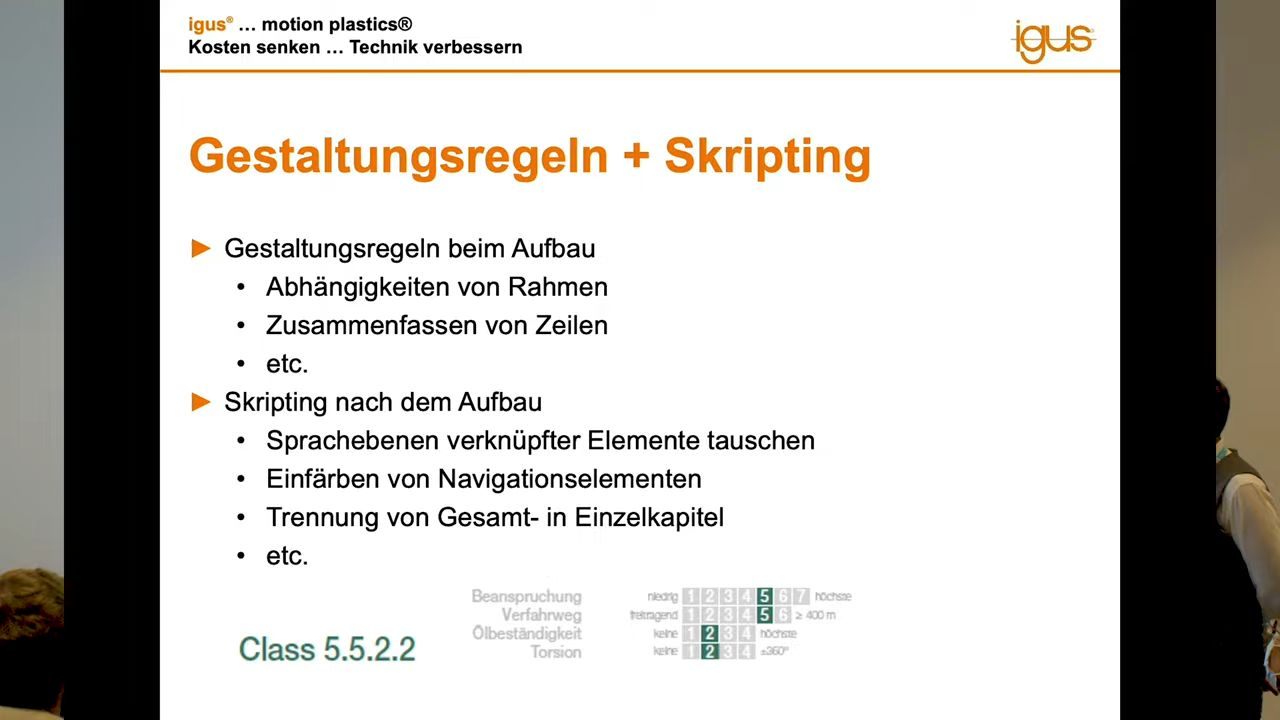 igus® ... motion plastics®
Kosten senken ... Technik verbessern
igus®
Gestaltungsregeln + Skripting
► Gestaltungsregeln beim Aufbau
• Abhängigkeiten von Rahmen
• Zusammenfassen von Zeilen
• etc.
► Skripting nach dem Aufbau
• Sprachebenen verknüpfter Elemente tauschen
• Einfärben von Navigationselementen
• Trennung von Gesamt- in Einzelkapitel
• etc.
Beanspruchung niedrig 1 2 3 4 5 6 7 höchste
Verfahrweg freitragend 1 2 3 4 5 6 ≥ 400 m
Ölbeständigkeit keine 1 2 3 4 höchste
Torsion keine 1 2 3 4 ±360°
Class 5.5.2.2